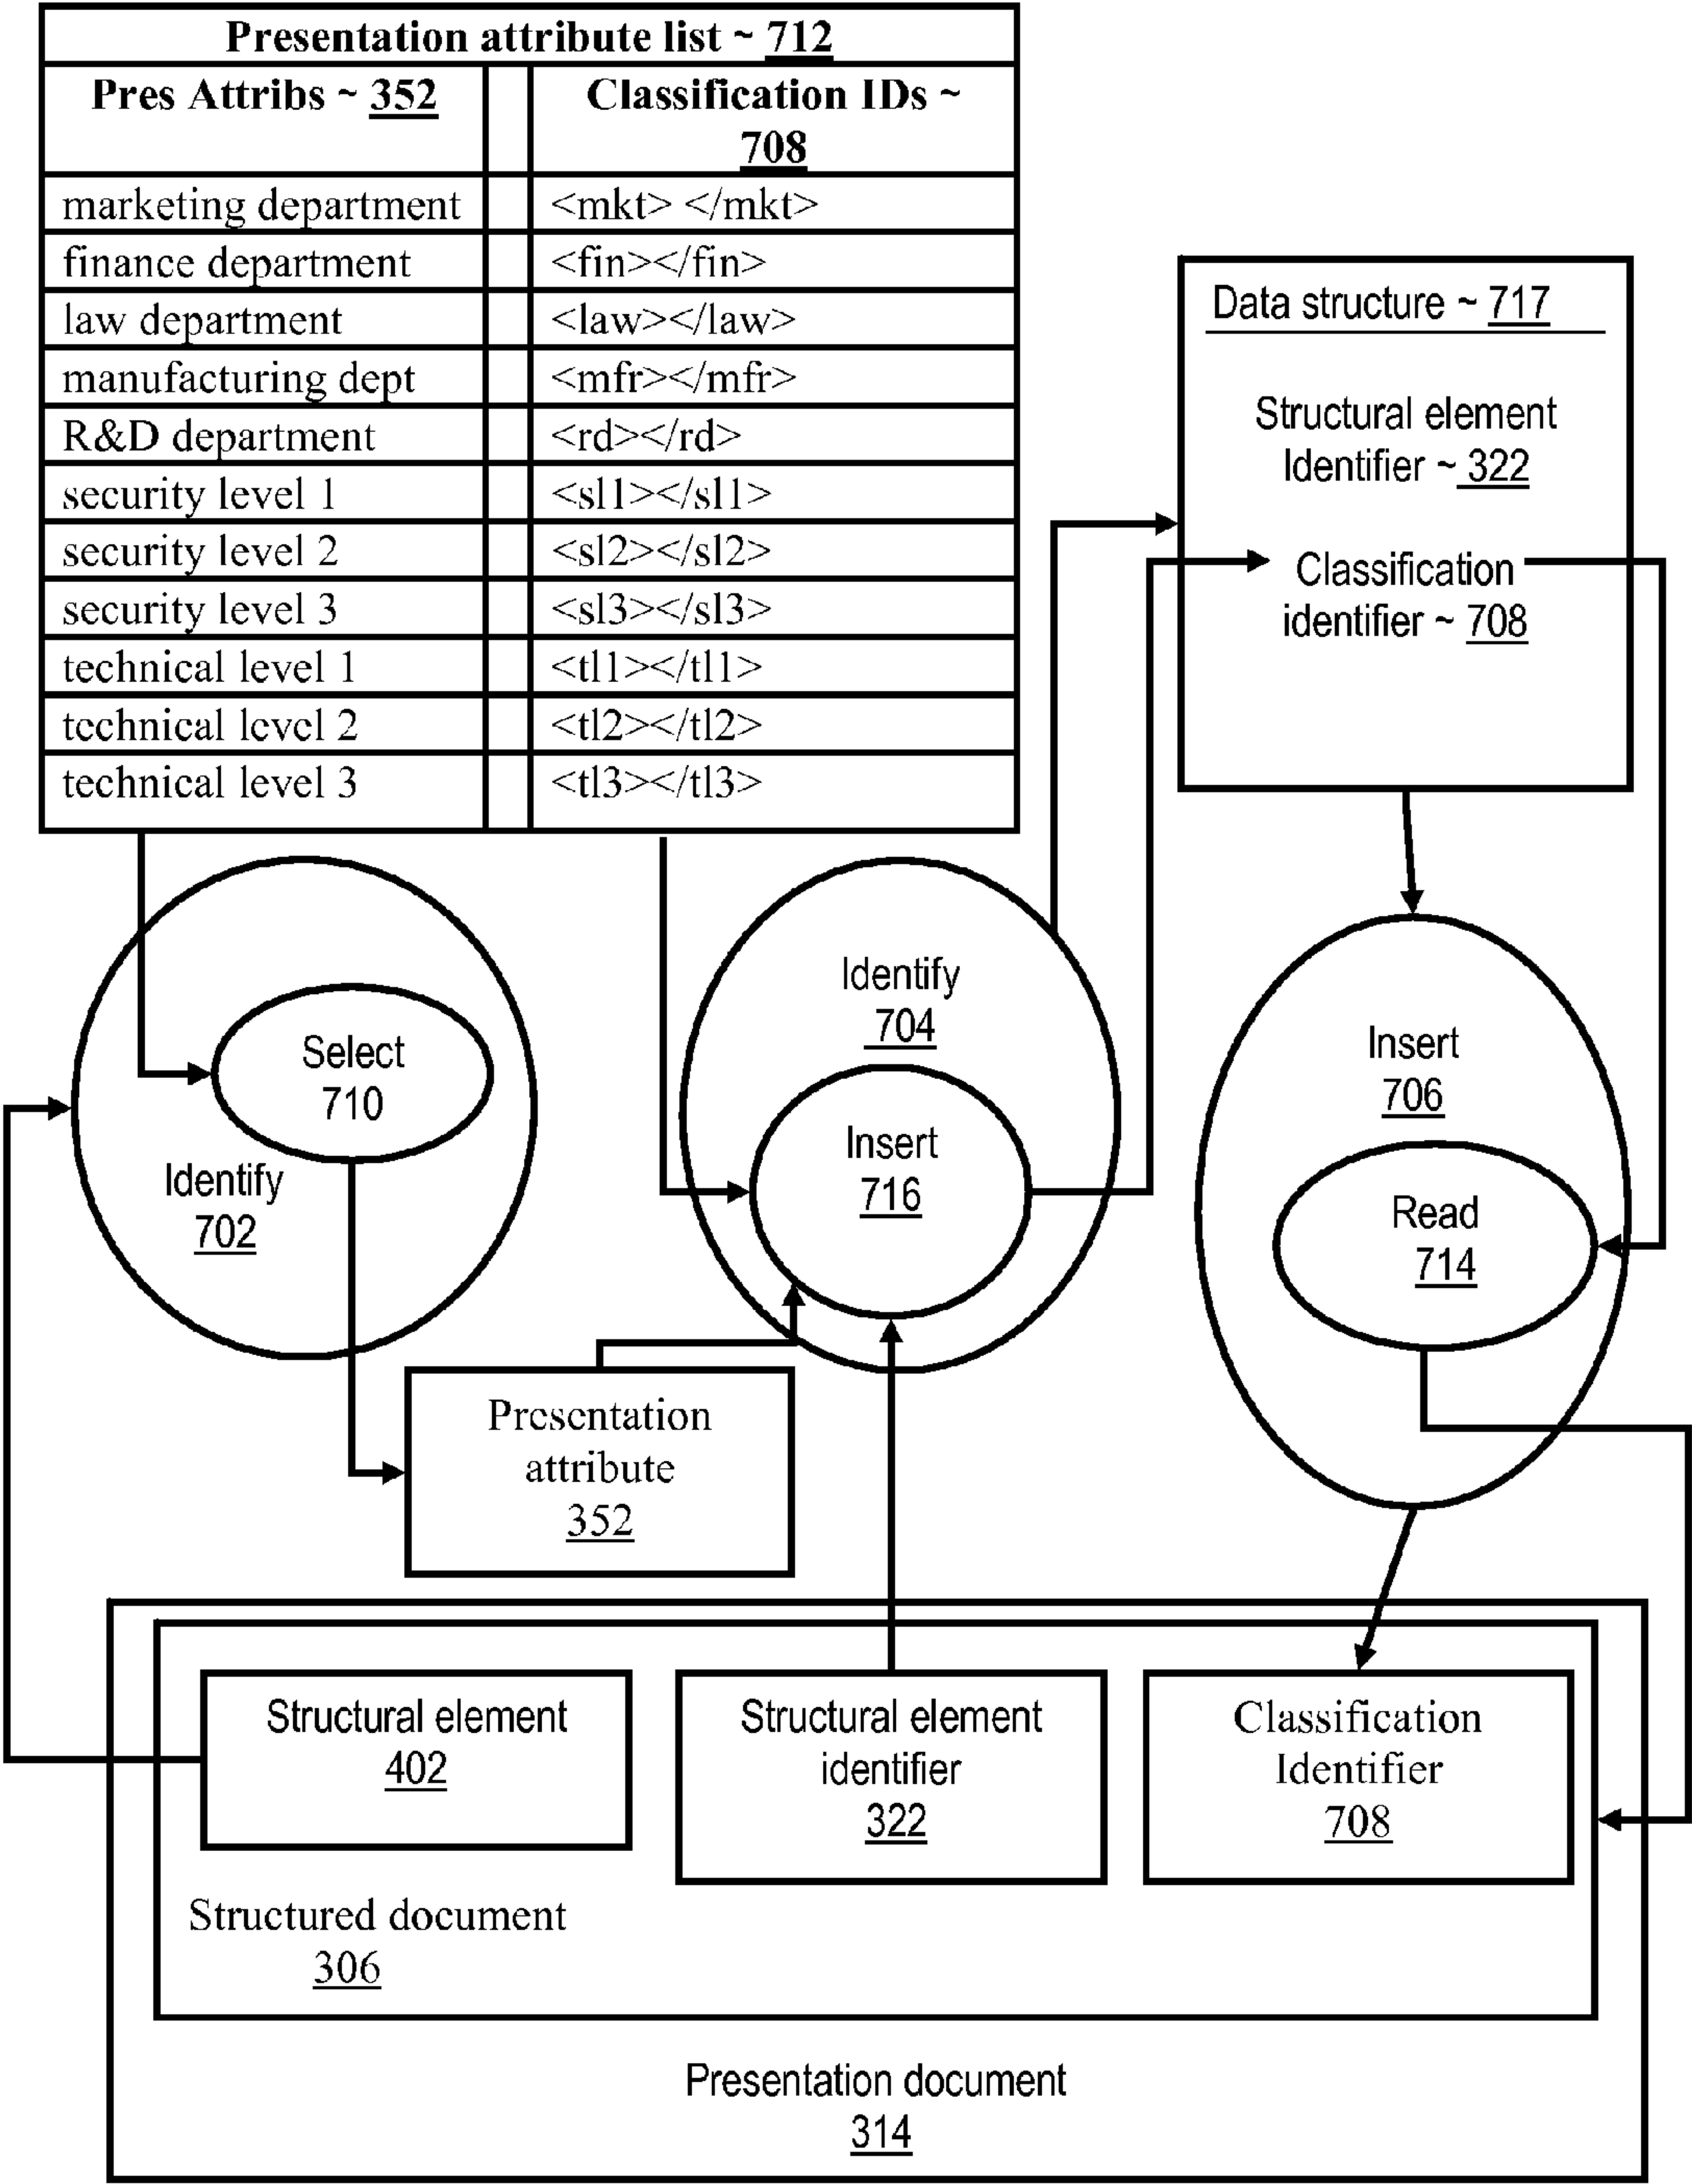 Presentation attribute list ~ 712
Pres Attribs ~ 352
Classification IDs ~
708
marketing department
<mkt> </mkt>
finance department
<fin></fin>
law department
<law></law>
manufacturing dept
<mfr></mfr>
R&D department
<rd></rd>
security level 1
<sl1></sl1>
security level 2
<sl2></sl2>
security level 3
<sl3></sl3>
technical level 1
<tl1></tl1>
technical level 2
<tl2></tl2>
technical level 3
<tl3></tl3>
Data structure ~ 717
Structural element
Identifier ~ 322
Classification
identifier ~ 708
Select
710
Identify
702
Identify
704
Insert
716
Insert
706
Read
714
Presentation
attribute
352
Structural element
402
Structural element
identifier
322
Classification
Identifier
708
Structured document
306
Presentation document
314